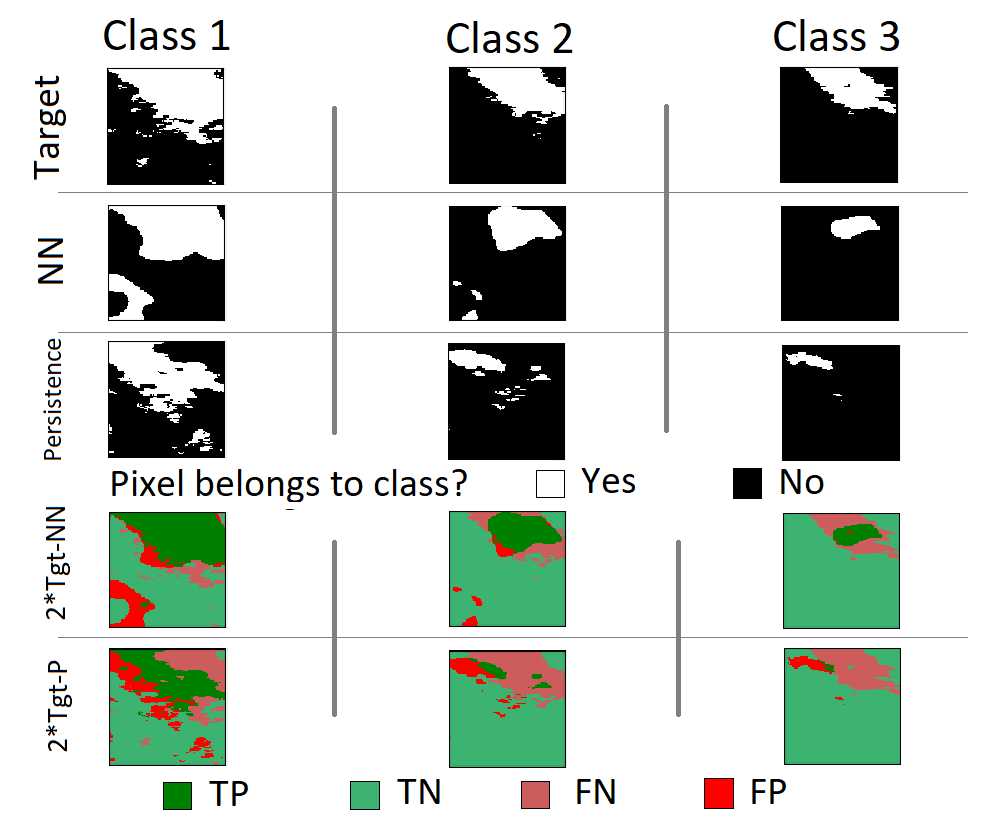 Class 1 Class 2 Class 3
Target
NN
Persistence
Pixel belongs to class? Yes No
2*Tgt-NN
2*Tgt-P
TP TN FN FP